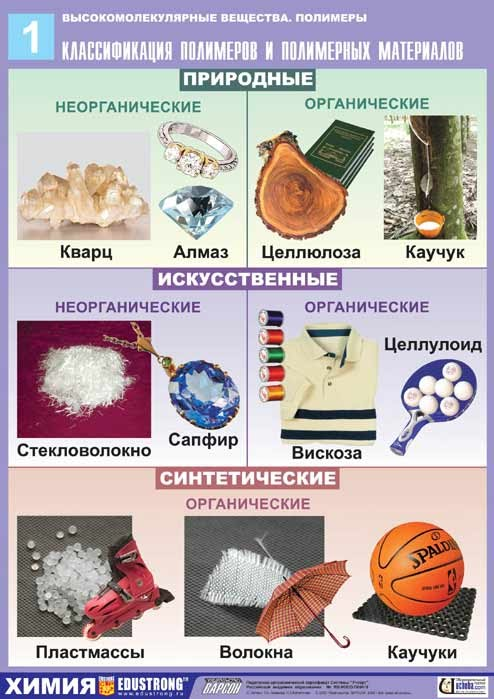 1
ВЫСОКОМОЛЕКУЛЯРНЫЕ ВЕЩЕСТВА. ПОЛИМЕРЫ
КЛАССИФИКАЦИЯ ПОЛИМЕРОВ И ПОЛИМЕРНЫХ МАТЕРИАЛОВ
ПРИРОДНЫЕ
НЕОРГАНИЧЕСКИЕ
ОРГАНИЧЕСКИЕ
Кварц
Алмаз
Целлюлоза
Каучук
ИСКУССТВЕННЫЕ
НЕОРГАНИЧЕСКИЕ
ОРГАНИЧЕСКИЕ
Стекловолокно
Сапфир
Вискоза
Целлулоид
СИНТЕТИЧЕСКИЕ
ОРГАНИЧЕСКИЕ
SPALDING
Пластмассы
Волокна
Каучуки
ХИМИЯ
EDUSTRONG
www.edustrong.ru
ВАРСОН